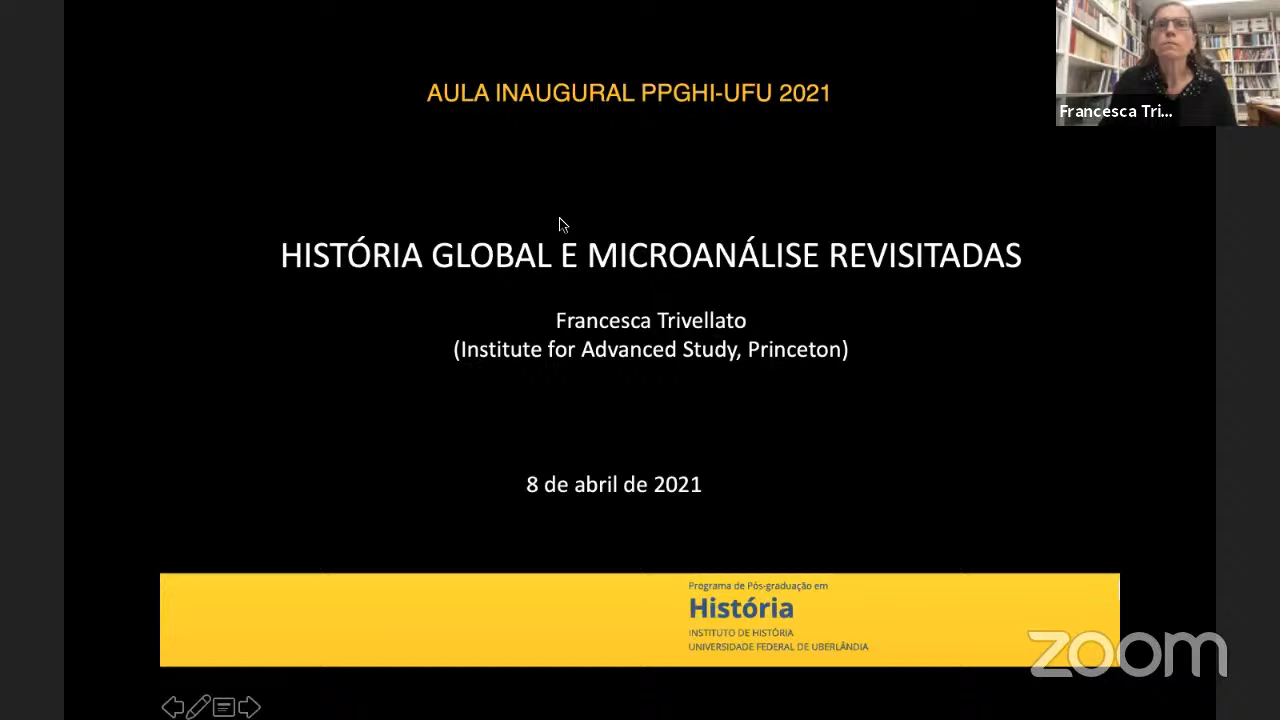 AULA INAUGURAL PPGHI-UFU 2021
Francesca Tri...
HISTÓRIA GLOBAL E MICROANÁLISE REVISITADAS
Francesca Trivellato
(Institute for Advanced Study, Princeton)
8 de abril de 2021
Programa de Pós-graduação em
História
INSTITUTO DE HISTÓRIA
UNIVERSIDADE FEDERAL DE UBERLÂNDIA
zoom